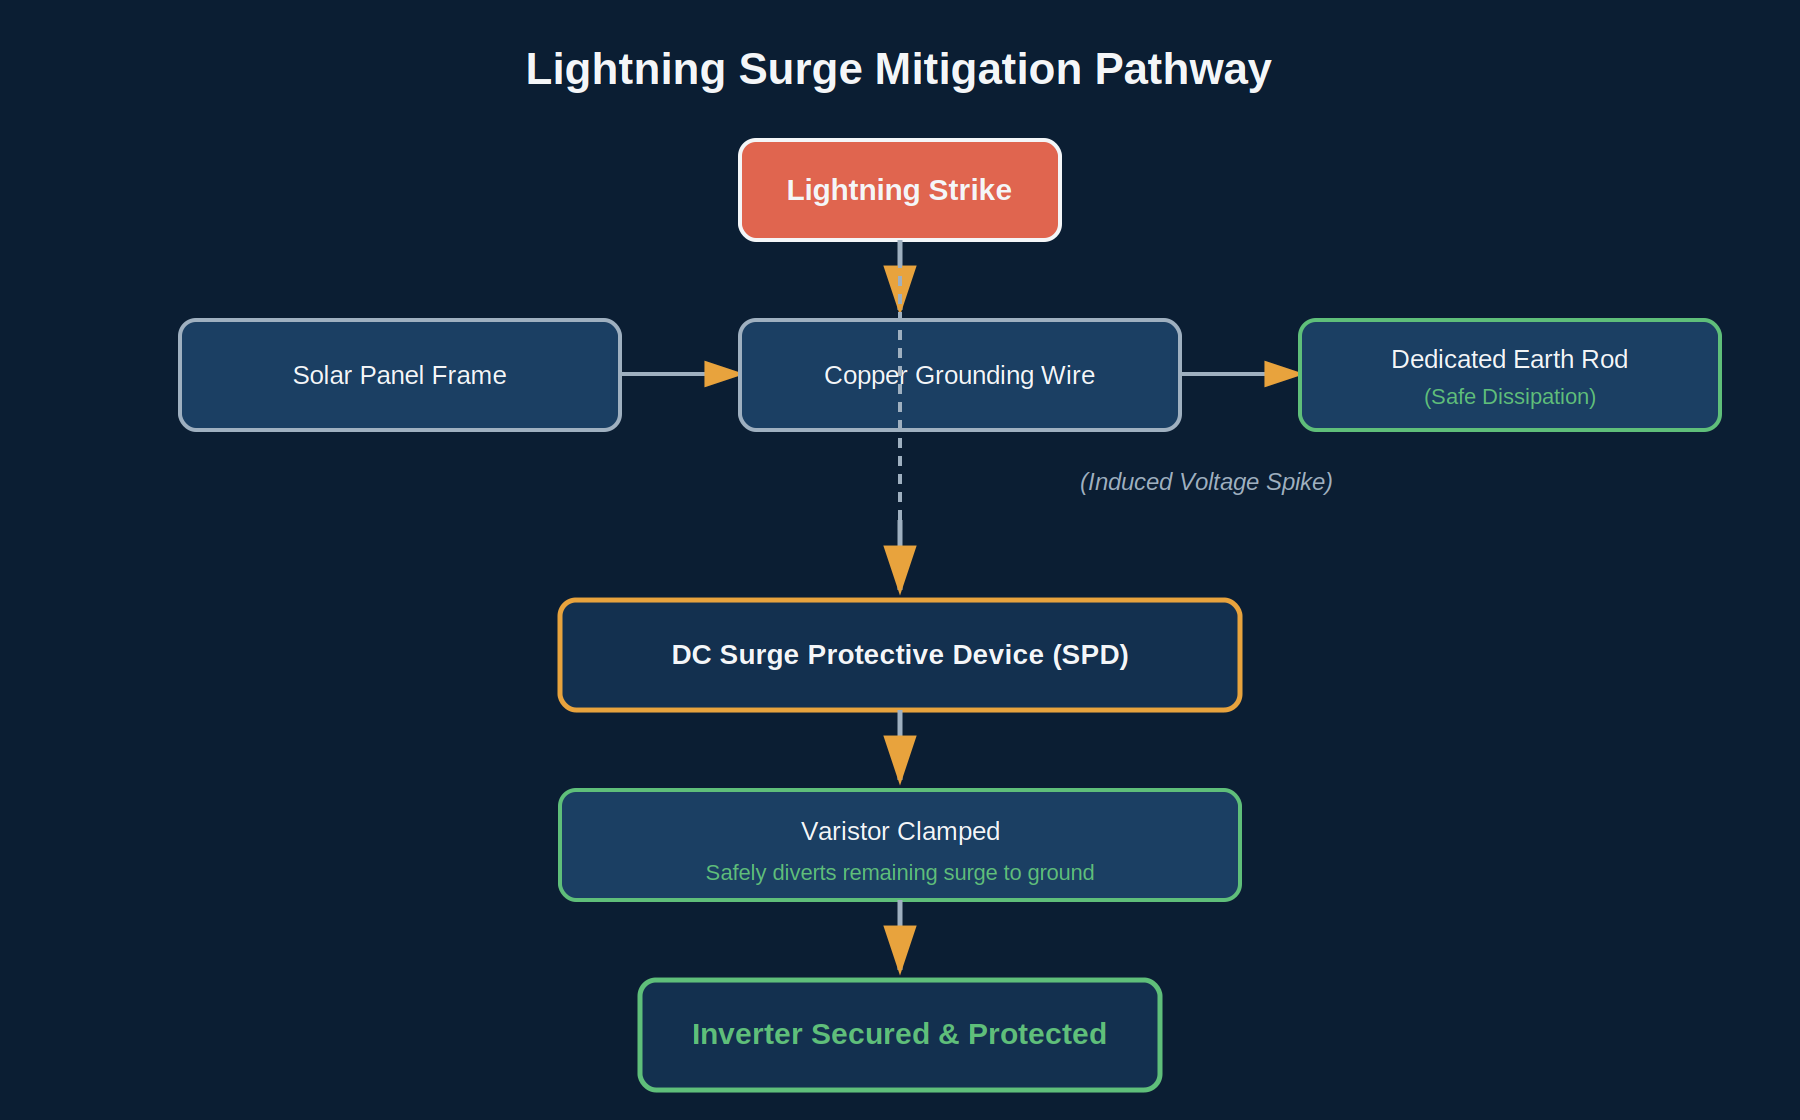 Lightning Surge Mitigation Pathway
Lightning Strike
Solar Panel Frame
Copper Grounding Wire
Dedicated Earth Rod
(Safe Dissipation)
(Induced Voltage Spike)
DC Surge Protective Device (SPD)
Varistor Clamped
Safely diverts remaining surge to ground
Inverter Secured & Protected